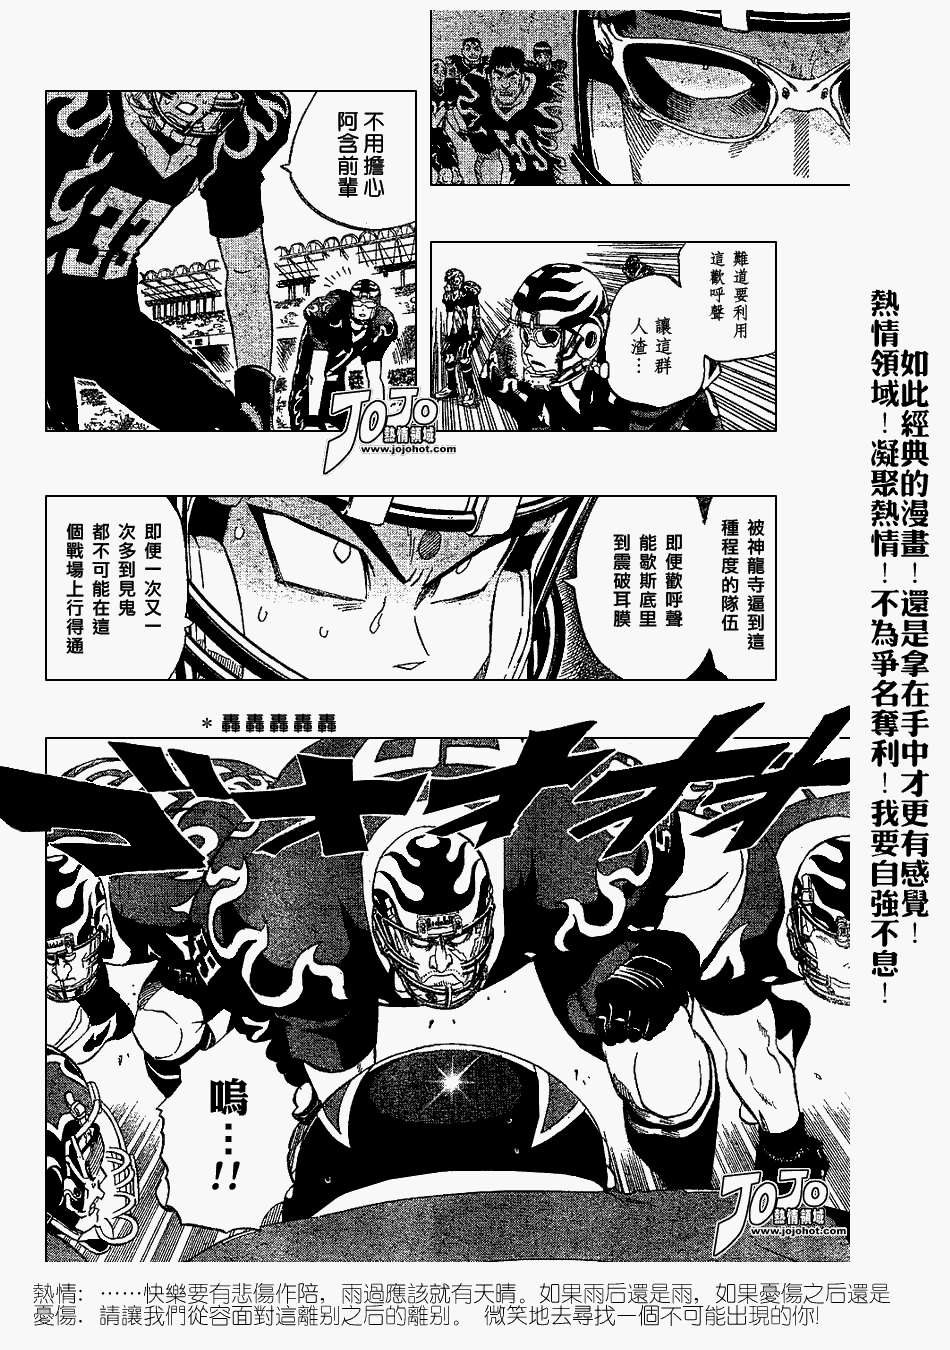 難道要利用
這歡呼聲
讓這群
人渣…
不用擔心
阿含前輩
33
JOJO
熱情領域
www.jojohot.com
被神龍寺逼到這
種程度的隊伍
即便歡呼聲
能歇斯底里
到震破耳膜
即便一次又一
次多到見鬼
都不可能在這
個戰場上行得通
*轟轟轟轟轟
ゴオオオオオ
嗚…!!
JOJO
熱情領域
www.jojohot.com
如此經典的漫畫!還是拿在手中才更有感覺!
熱情領域!凝聚熱情!不為爭名奪利!我要自強不息!
熱情: ……快樂要有悲傷作陪，雨過應該就有天晴。如果雨后還是雨，如果憂傷之后還是
憂傷. 請讓我們從容面對這離別之后的離別。 微笑地去尋找一個不可能出現的你!